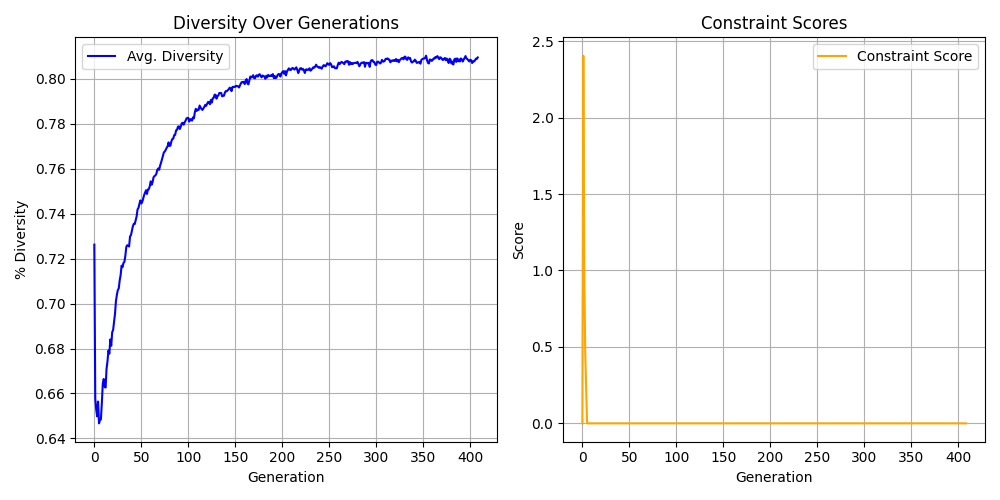 Diversity Over Generations
Avg. Diversity
% Diversity
0.80
0.78
0.76
0.74
0.72
0.70
0.68
0.66
0.64
0 50 100 150 200 250 300 350 400
Generation
Constraint Scores
Constraint Score
Score
2.5
2.0
1.5
1.0
0.5
0.0
0 50 100 150 200 250 300 350 400
Generation